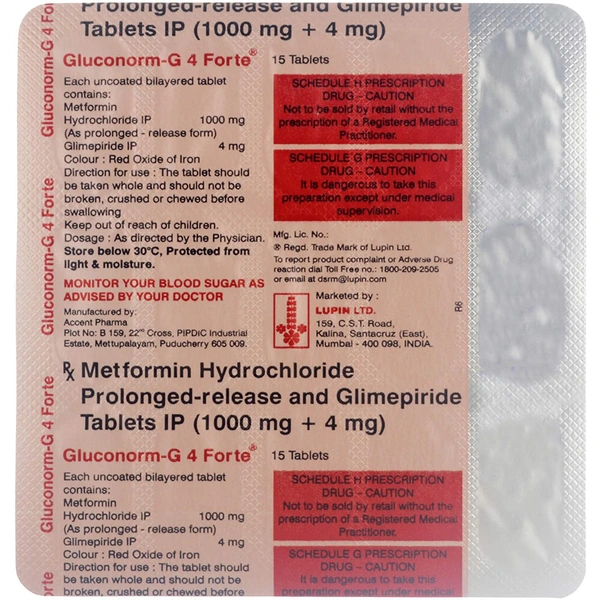 Prolonged-release and Glimepiride
Tablets IP (1000 mg + 4 mg)
Gluconorm-G 4 Forte®
15 Tablets
Each uncoated bilayered tablet
contains:
Metformin
Hydrochloride IP 1000 mg
(As prolonged - release form)
Glimepiride IP 4 mg
Colour : Red Oxide of Iron
Direction for use : The tablet should
be taken whole and should not be
broken, crushed or chewed before
swallowing
Keep out of reach of children.
Dosage : As directed by the Physician.
Store below 30°C, Protected from
light & moisture.
MONITOR YOUR BLOOD SUGAR AS
ADVISED BY YOUR DOCTOR
Manufactured by:
Accent Pharma
Plot No: B 159, 22nd Cross, PIPDIC Industrial
Estate, Mettupalayam, Puducherry 605 009.
SCHEDULE H PRESCRIPTION
DRUG - CAUTION
Not to be sold by retail without the
prescription of a Registered Medical
Practitioner.
SCHEDULE G PRESCRIPTION
DRUG - CAUTION
It is dangerous to take this
preparation except under medical
supervision.
Mfg. Lic. No.:
® Regd. Trade Mark of Lupin Ltd.
To report product complaint or Adverse Drug
reaction dial Toll Free no.: 1800-209-2505
or email at dsrm@lupin.com
Marketed by :
LUPIN LTD.
159, C.S.T. Road,
Kalina, Santacruz (East),
Mumbai - 400 098, INDIA.
R6
Rx Metformin Hydrochloride
Prolonged-release and Glimepiride
Tablets IP (1000 mg + 4 mg)
Gluconorm-G 4 Forte®
15 Tablets
Each uncoated bilayered tablet
contains:
Metformin
Hydrochloride IP 1000 mg
(As prolonged - release form)
Glimepiride IP 4 mg
Colour : Red Oxide of Iron
Direction for use : The tablet should
be taken whole and should not be
broken, crushed or chewed before
SCHEDULE H PRESCRIPTION
DRUG - CAUTION
Not to be sold by retail without the
prescription of a Registered Medical
Practitioner.
SCHEDULE G PRESCRIPTION
DRUG - CAUTION
It is dangerous to take this
preparation except under medical
Gluconorm-G 4 Forte
Gluconorm-G 4 Forte
Gluconorm-G 4 Forte
Forte